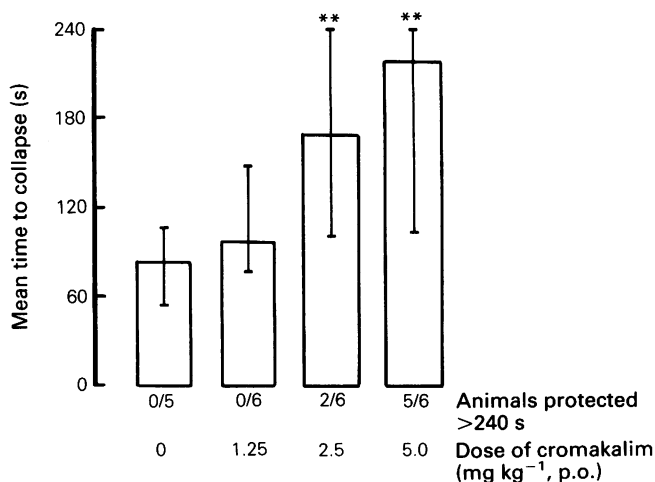 ** **
240
180
120
60
0
Mean time to collapse (s)
0/5 0/6 2/6 5/6 Animals protected
>240 s
0 1.25 2.5 5.0 Dose of cromakalim
(mg kg⁻¹, p.o.)